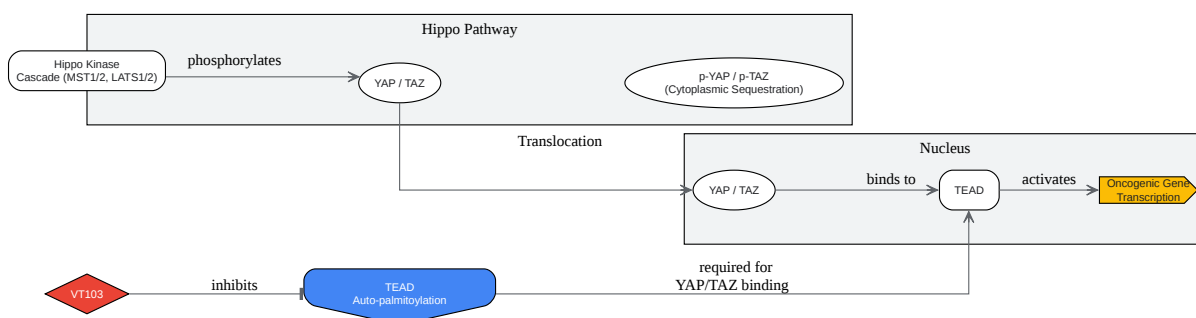 Hippo Pathway
Hippo Kinase
Cascade (MST1/2, LATS1/2)
phosphorylates
YAP / TAZ
p-YAP / p-TAZ
(Cytoplasmic Sequestration)
Translocation
Nucleus
YAP / TAZ
binds to
TEAD
activates
Oncogenic Gene
Transcription
VT103
inhibits
TEAD
Auto-palmitoylation
required for
YAP/TAZ binding